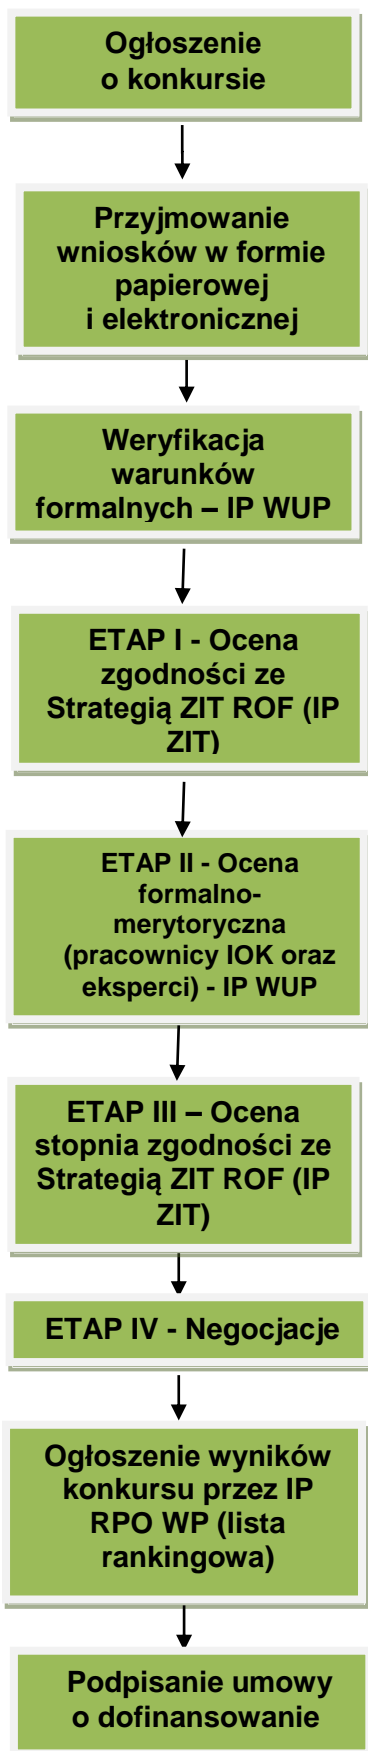 Ogłoszenie
o konkursie
Przyjmowanie
wniosków w formie
papierowej
i elektronicznej
Weryfikacja
warunków
formalnych – IP WUP
ETAP I - Ocena
zgodności ze
Strategią ZIT ROF (IP
ZIT)
ETAP II - Ocena
formalno-
merytoryczna
(pracownicy IOK oraz
eksperci) - IP WUP
ETAP III – Ocena
stopnia zgodności ze
Strategią ZIT ROF (IP
ZIT)
ETAP IV - Negocjacje
Ogłoszenie wyników
konkursu przez IP
RPO WP (lista
rankingowa)
Podpisanie umowy
o dofinansowanie